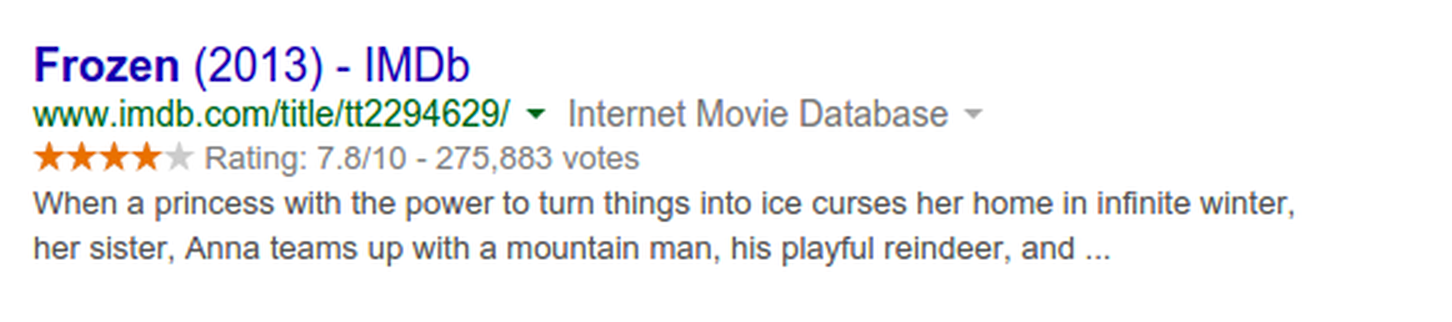 Frozen (2013) - IMDb
www.imdb.com/title/tt2294629/ Internet Movie Database
Rating: 7.8/10 - 275,883 votes
When a princess with the power to turn things into ice curses her home in infinite winter,
her sister, Anna teams up with a mountain man, his playful reindeer, and ...